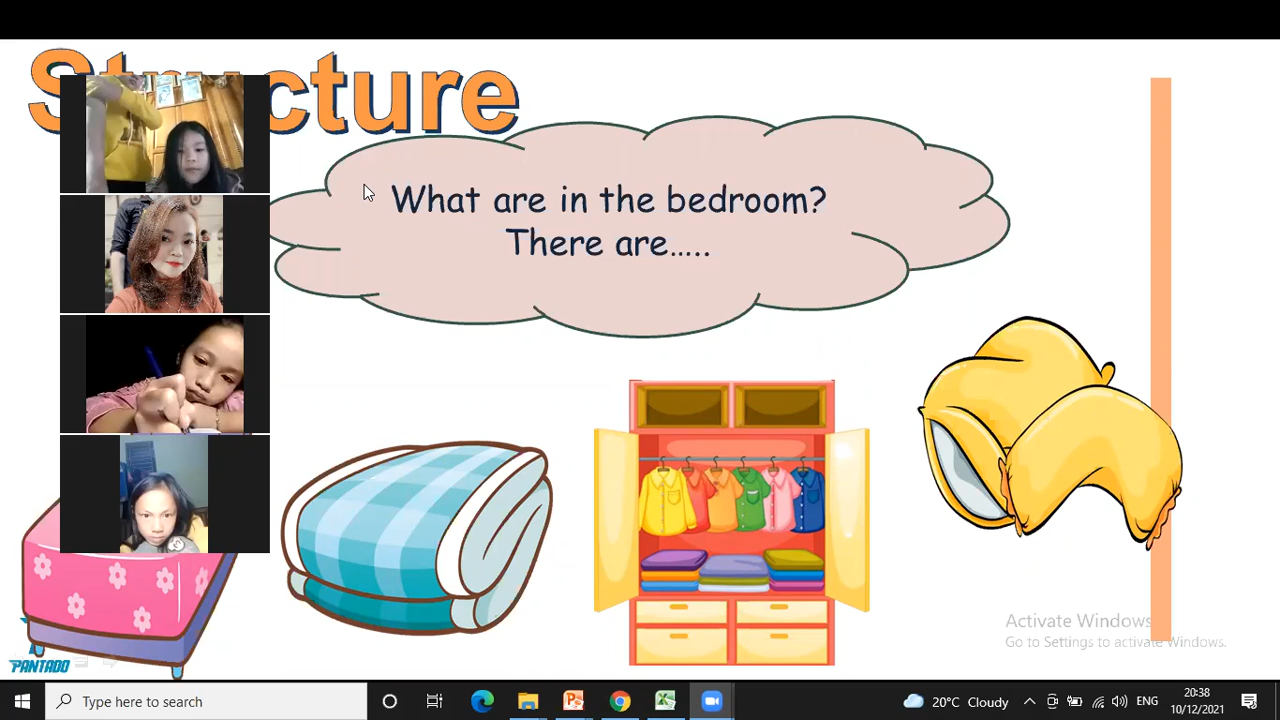 Structure
What are in the bedroom?
There are.....
Activate Windows
Go to Settings to activate Windows.
PANTADO
Type here to search
20°C Cloudy
ENG
20:38
10/12/2021